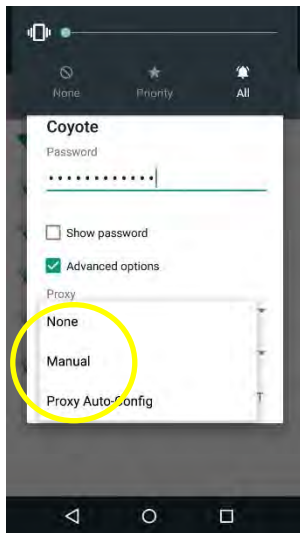 None Priority All
Coyote
Password
••••••••••••
Show password
Advanced options
Proxy
None
Manual
Proxy Auto-Config
T